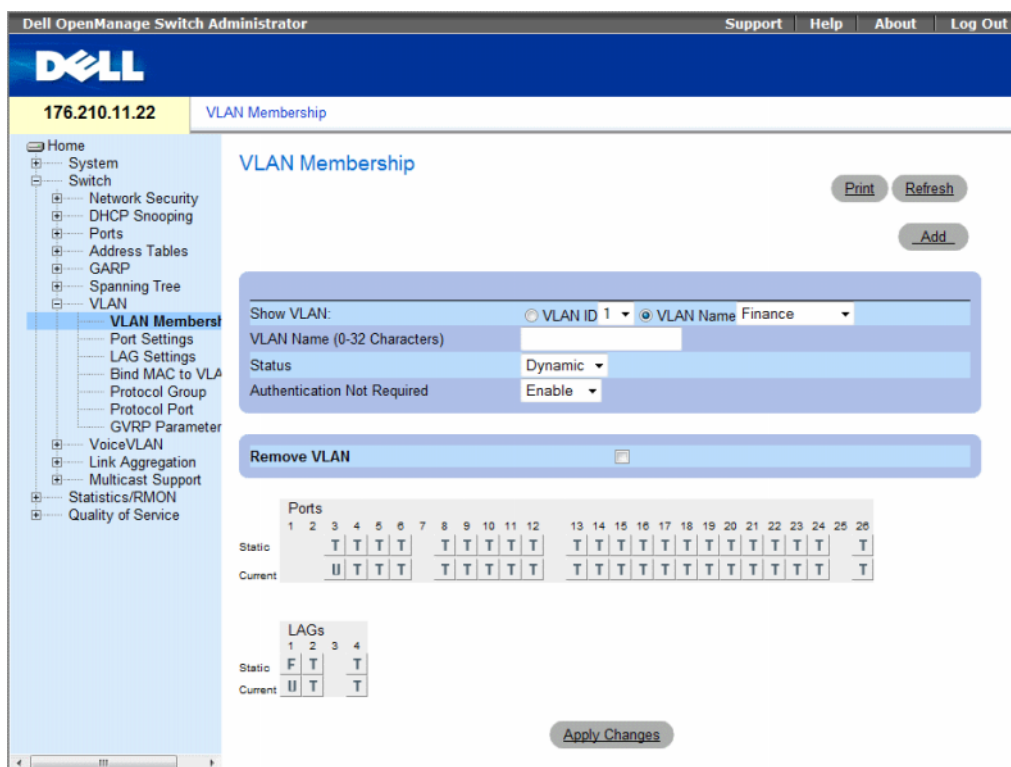 Dell OpenManage Switch Administrator Support Help About Log Out
DELL
176.210.11.22 VLAN Membership
Home
System
Switch
Network Security
DHCP Snooping
Ports
Address Tables
GARP
Spanning Tree
VLAN
VLAN Membersh
Port Settings
LAG Settings
Bind MAC to VLA
Protocol Group
Protocol Port
GVRP Parameter
VoiceVLAN
Link Aggregation
Multicast Support
Statistics/RMON
Quality of Service
VLAN Membership
Print Refresh
Add
Show VLAN: VLAN ID 1 VLAN Name Finance
VLAN Name (0-32 Characters)
Status Dynamic
Authentication Not Required Enable
Remove VLAN
Ports
1 2 3 4 5 6 7 8 9 10 11 12 13 14 15 16 17 18 19 20 21 22 23 24 25 26
Static T T T T T T T T T T T T T T T T T T T T T T
Current U T T T T T T T T T T T T T T T T T T T T T
LAGs
1 2 3 4
Static F T T
Current U T T
Apply Changes